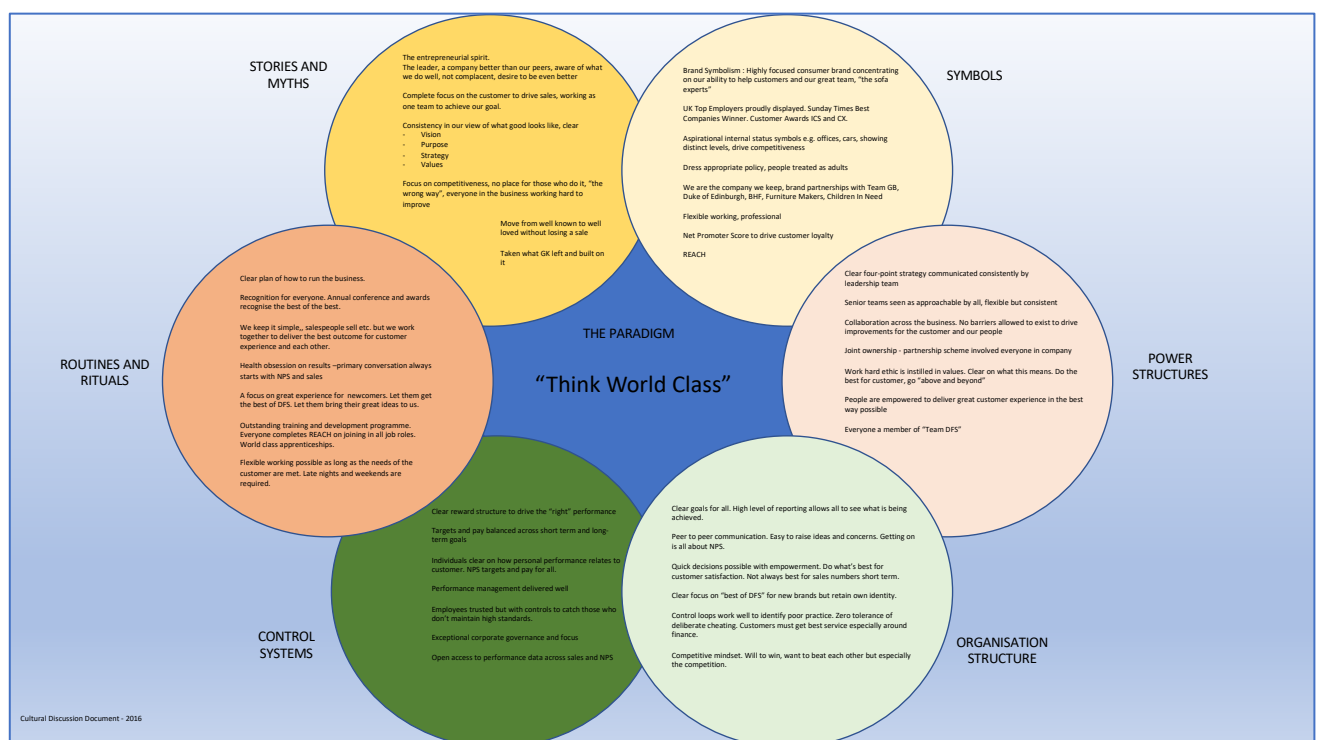 STORIES AND
MYTHS
The entrepreneurial spirit.
The leader, a company better than our peers, aware of what
we do well, not complacent, desire to be even better
Complete focus on the customer to drive sales, working as
one team to achieve our goal.
Consistency in our view of what good looks like, clear
- Vision
- Purpose
- Strategy
- Values
Focus on competitiveness, no place for those who do it, "the
wrong way", everyone in the business working hard to
improve
Move from well known to well
loved without losing a sale
Taken what GK left and built on
it
SYMBOLS
Brand Symbolism : Highly focused consumer brand concentrating
on our ability to help customers and our great team, "the sofa
experts"
UK Top Employers proudly displayed. Sunday Times Best
Companies Winner. Customer Awards ICS and CX.
Aspirational internal status symbols e.g. offices, cars, showing
distinct levels, drive competitiveness
Dress appropriate policy, people treated as adults
We are the company we keep, brand partnerships with Team GB,
Duke of Edinburgh, BHF, Furniture Makers, Children In Need
Flexible working, professional
Net Promoter Score to drive customer loyalty
REACH
ROUTINES AND
RITUALS
Clear plan of how to run the business.
Recognition for everyone. Annual conference and awards
recognise the best of the best.
We keep it simple,, salespeople sell etc. but we work
together to deliver the best outcome for customer
experience and each other.
Health obsession on results –primary conversation always
starts with NPS and sales
A focus on great experience for newcomers. Let them get
the best of DFS. Let them bring their great ideas to us.
Outstanding training and development programme.
Everyone completes REACH on joining in all job roles.
World class apprenticeships.
Flexible working possible as long as the needs of the
customer are met. Late nights and weekends are
required.
THE PARADIGM
"Think World Class"
POWER
STRUCTURES
Clear four-point strategy communicated consistently by
leadership team
Senior teams seen as approachable by all, flexible but consistent
Collaboration across the business. No barriers allowed to exist to drive
improvements for the customer and our people
Joint ownership - partnership scheme involved everyone in company
Work hard ethic is instilled in values. Clear on what this means. Do the
best for customer, go "above and beyond"
People are empowered to deliver great customer experience in the best
way possible
Everyone a member of "Team DFS"
CONTROL
SYSTEMS
Clear reward structure to drive the "right" performance
Targets and pay balanced across short term and long-
term goals
Individuals clear on how personal performance relates to
customer. NPS targets and pay for all.
Performance management delivered well
Employees trusted but with controls to catch those who
don't maintain high standards.
Exceptional corporate governance and focus
Open access to performance data across sales and NPS
ORGANISATION
STRUCTURE
Clear goals for all. High level of reporting allows all to see what is being
achieved.
Peer to peer communication. Easy to raise ideas and concerns. Getting on
is all about NPS.
Quick decisions possible with empowerment. Do what's best for
customer satisfaction. Not always best for sales numbers short term.
Clear focus on "best of DFS" for new brands but retain own identity.
Control loops work well to identify poor practice. Zero tolerance of
deliberate cheating. Customers must get best service especially around
finance.
Competitive mindset. Will to win, want to beat each other but especially
the competition.
Cultural Discussion Document - 2016